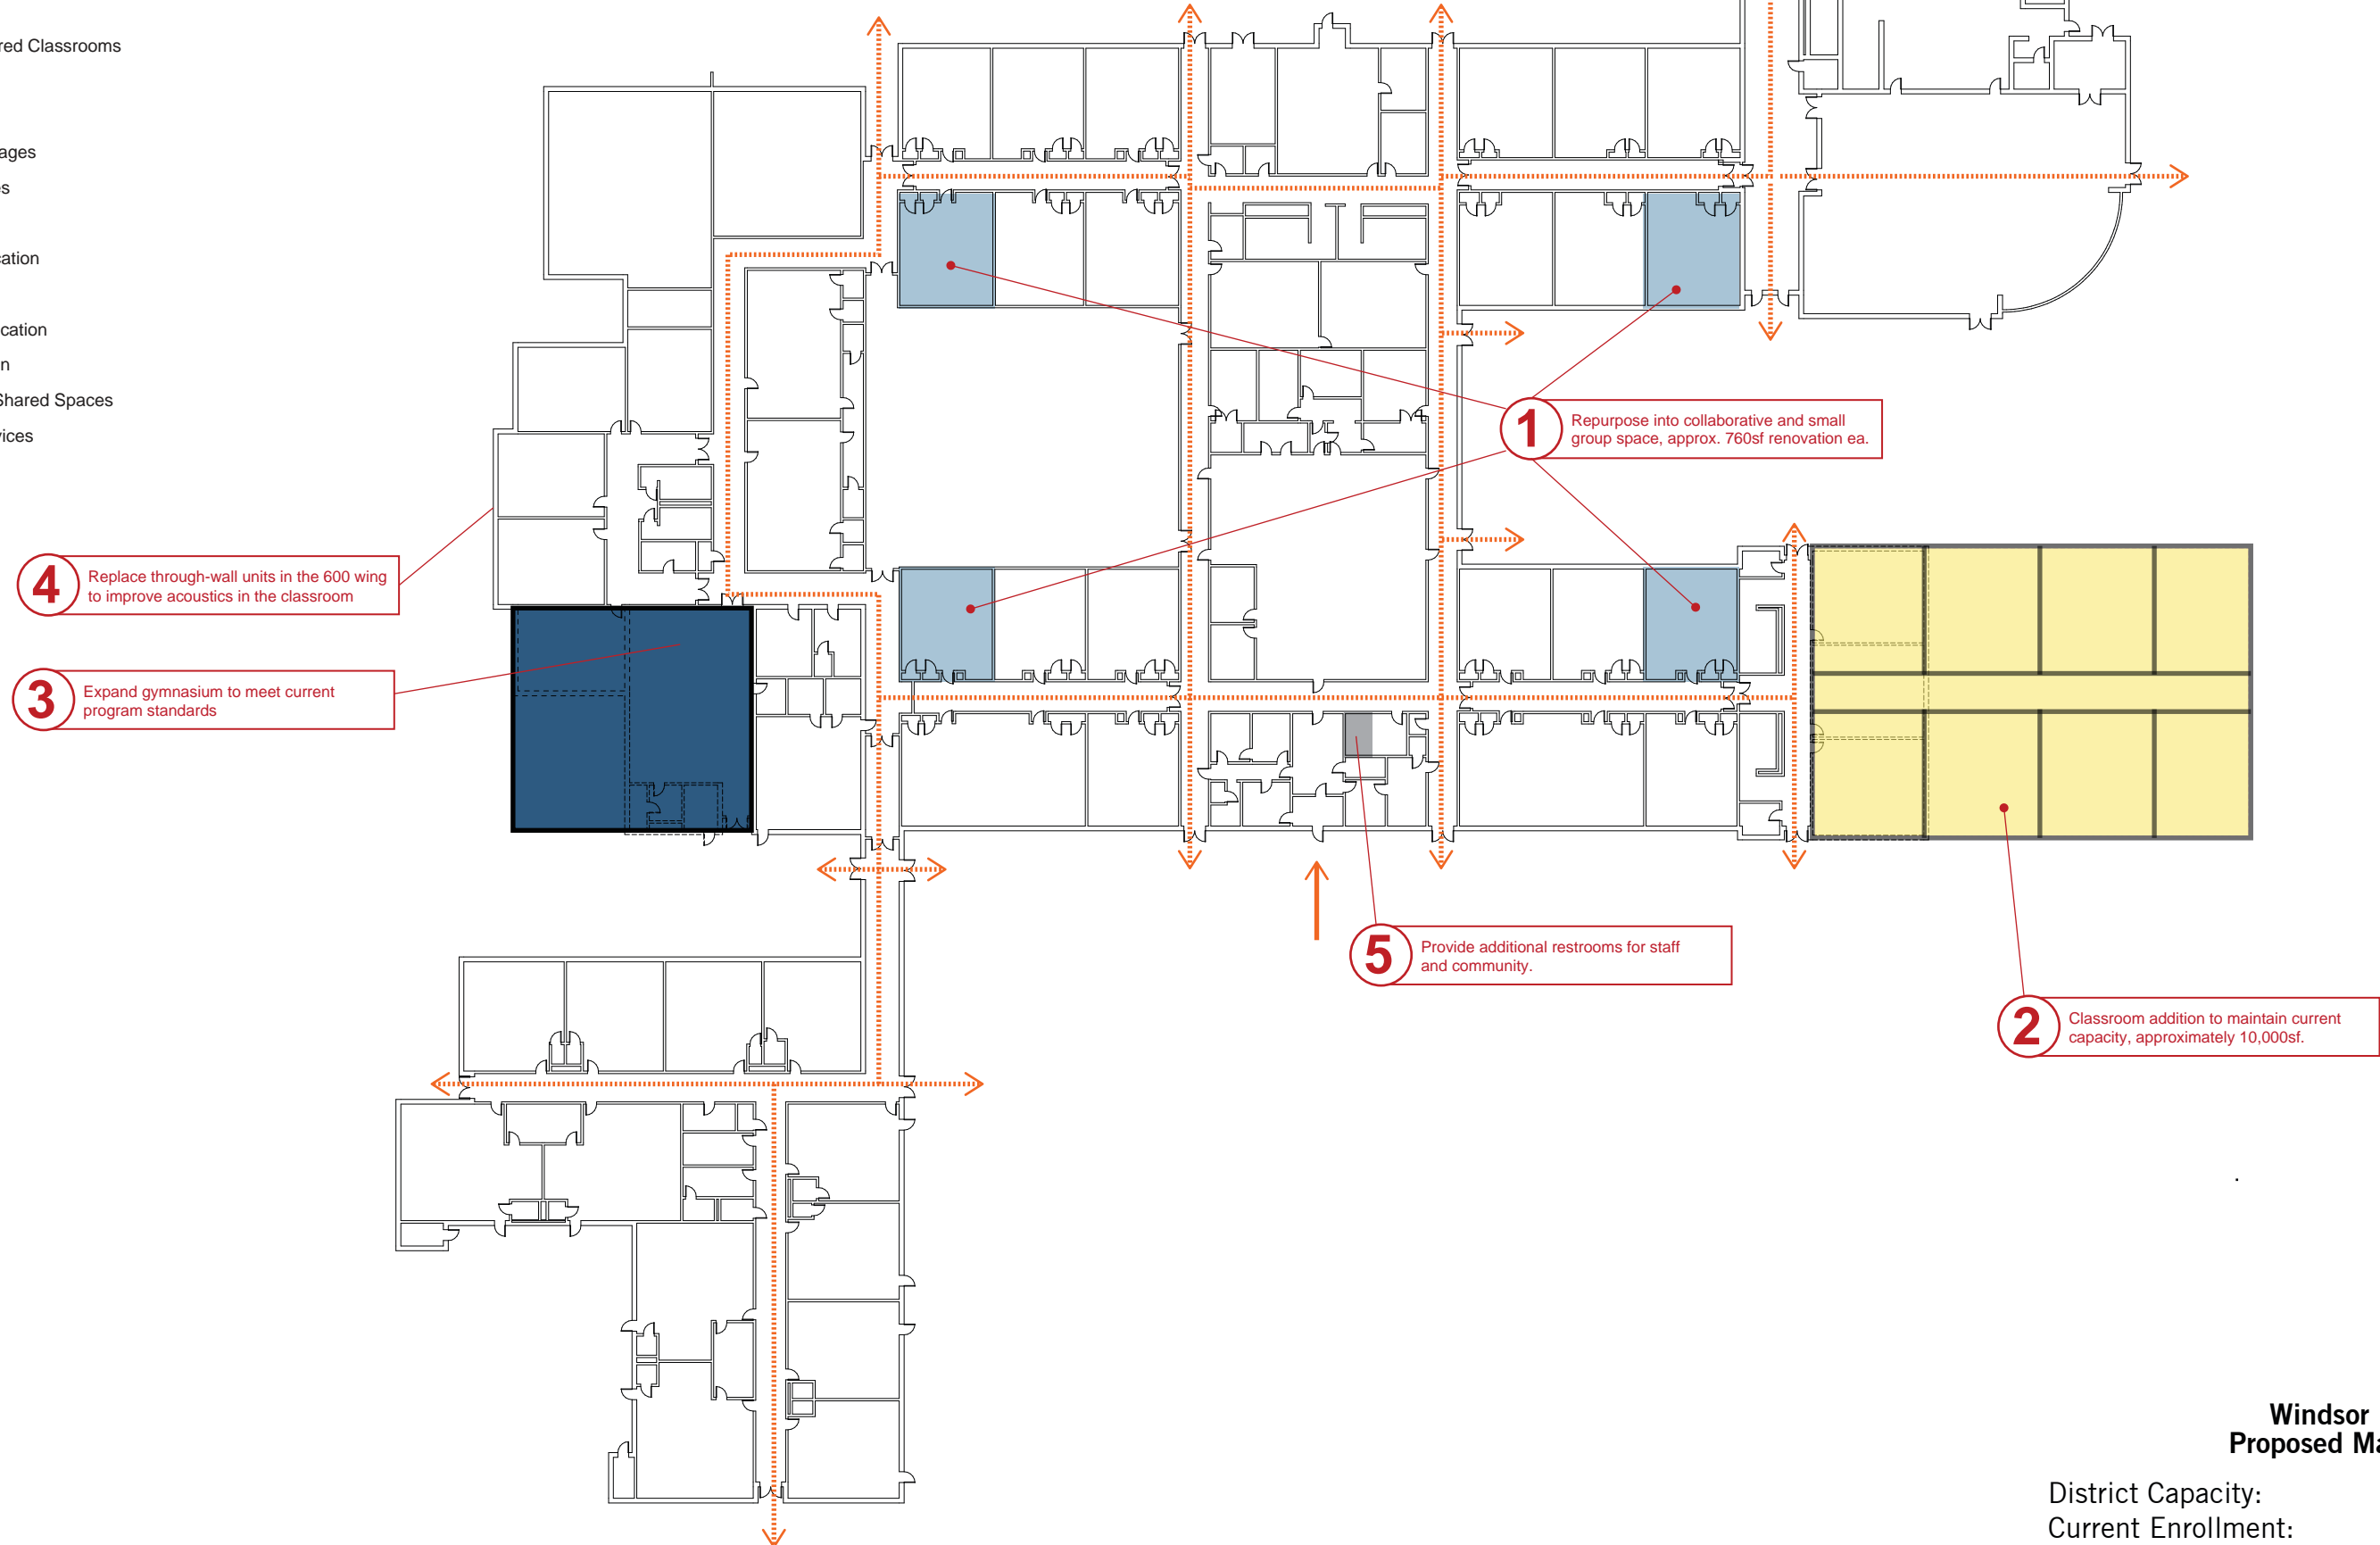 red Classrooms
ages
es
cation
ucation
n
Shared Spaces
vices
1
Repurpose into collaborative and small
group space, approx. 760sf renovation ea.
4
Replace through-wall units in the 600 wing
to improve acoustics in the classroom
3
Expand gymnasium to meet current
program standards
5
Provide additional restrooms for staff
and community.
2
Classroom addition to maintain current
capacity, approximately 10,000sf.
.
Windsor
Proposed Ma
District Capacity:
Current Enrollment: